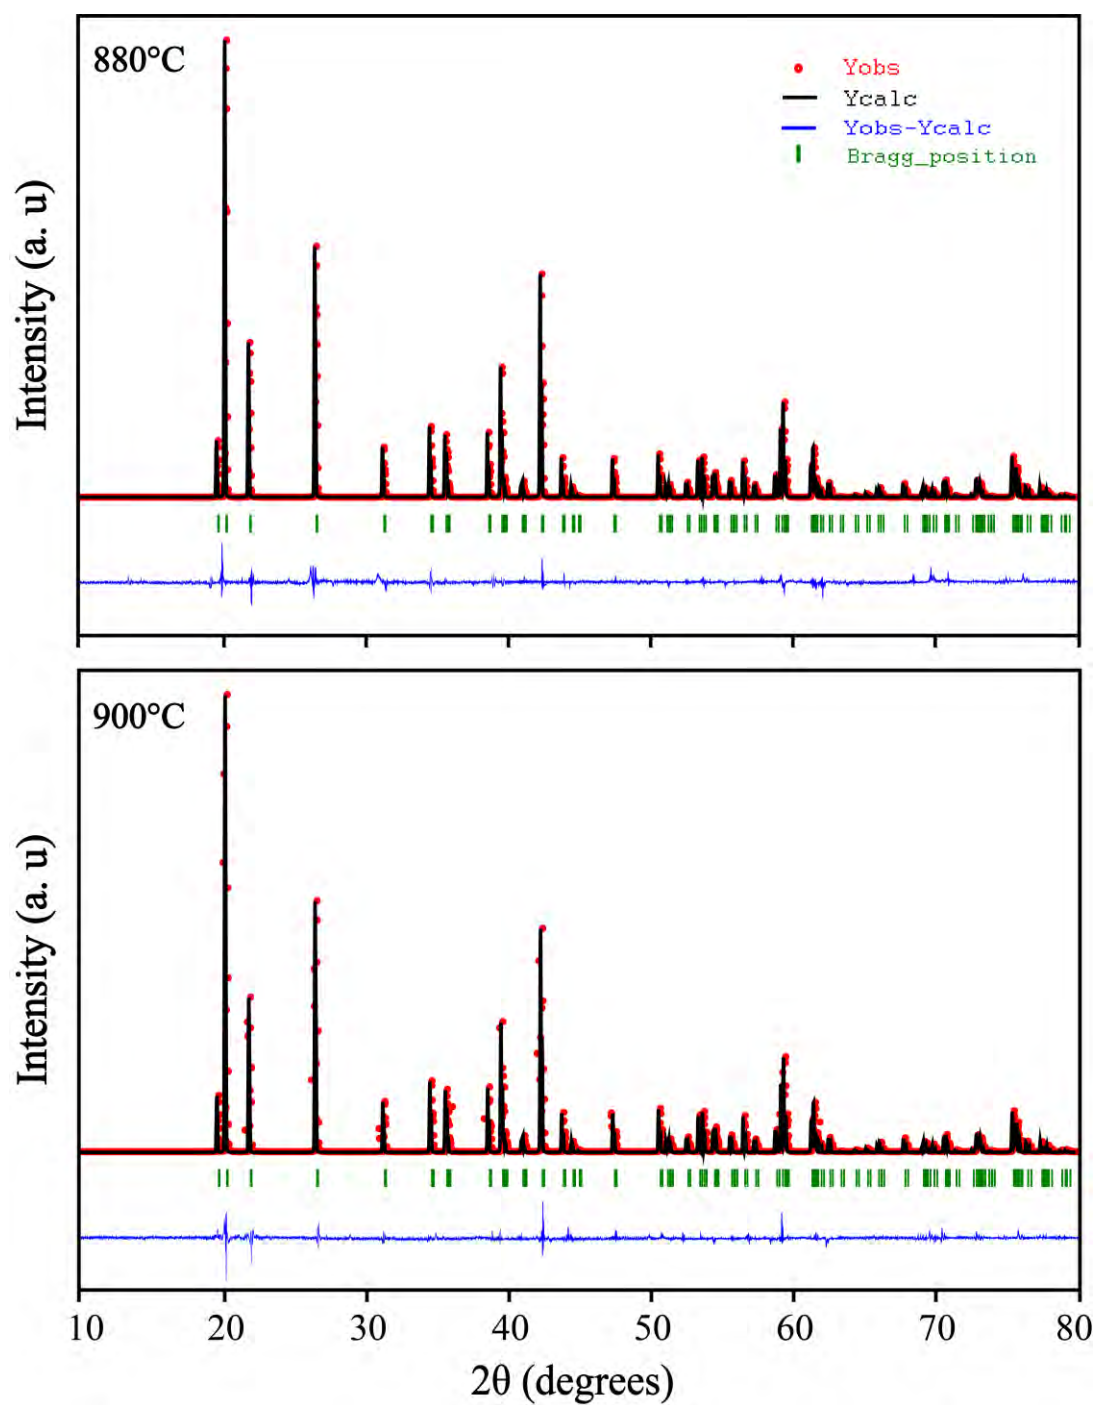 880°C
Yobs
Ycalc
Yobs-Ycalc
Bragg_position
Intensity (a. u)
900°C
Intensity (a. u)
10 20 30 40 50 60 70 80
2θ (degrees)